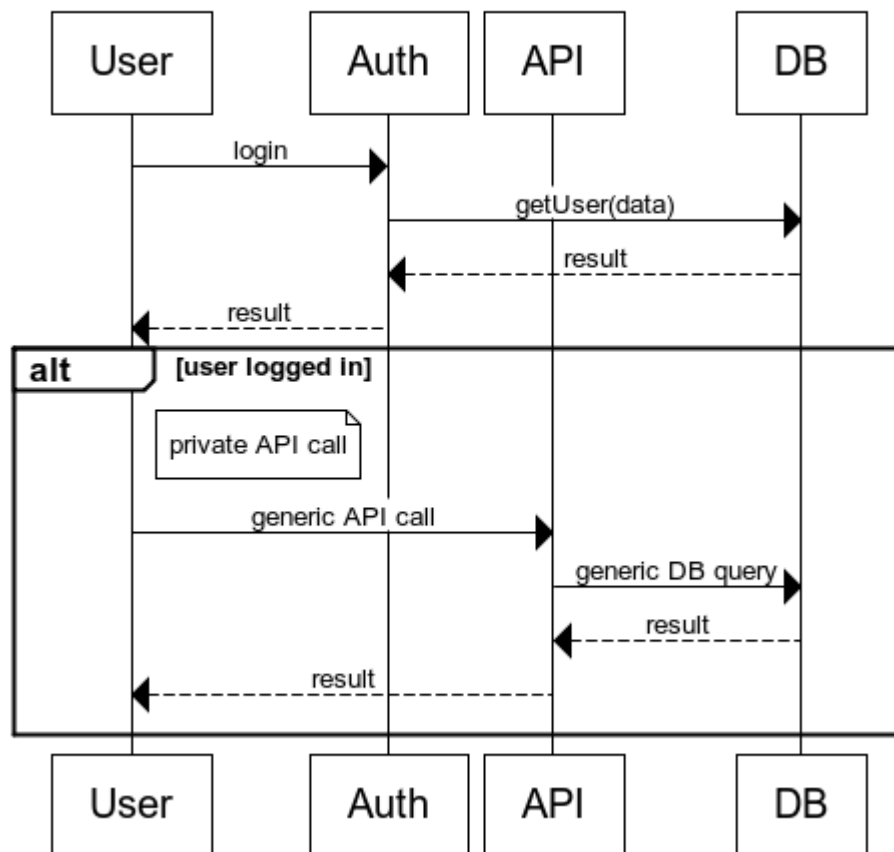 User Auth API DB
login
getUser(data)
result
result
alt [user logged in]
private API call
generic API call
generic DB query
result
result
User Auth API DB